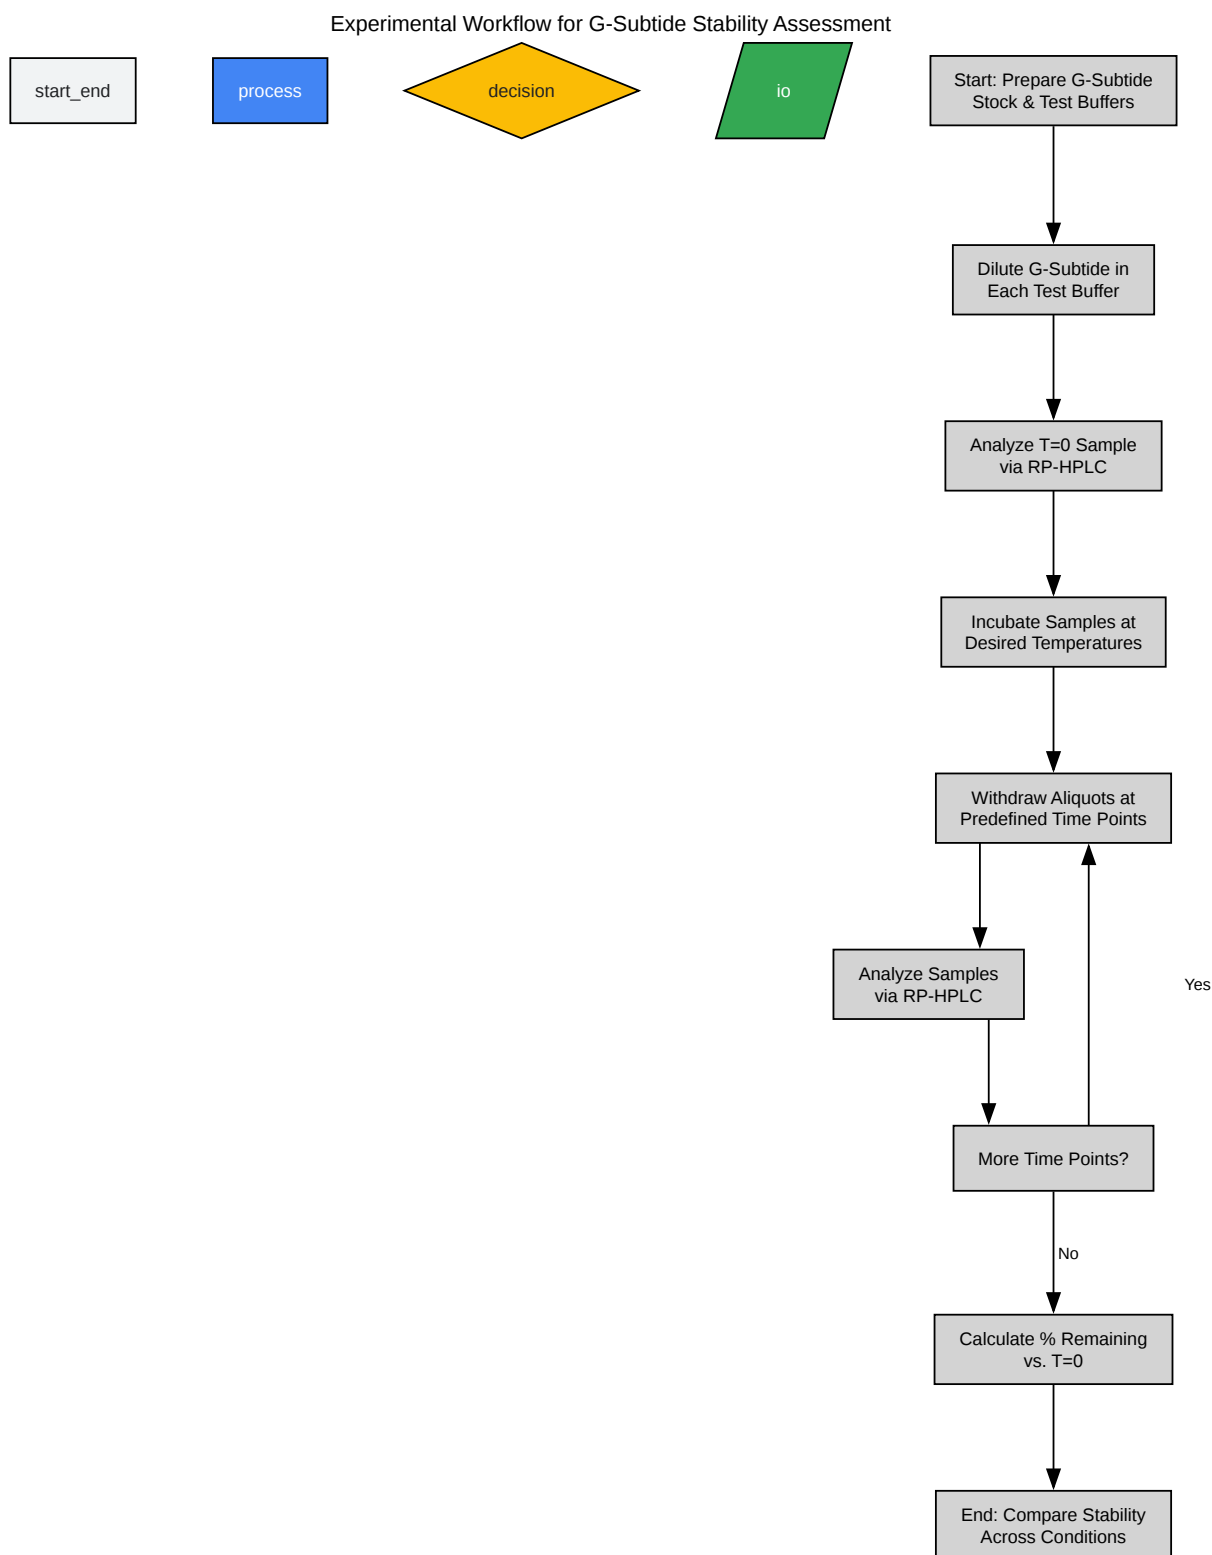 Experimental Workflow for G-Subtide Stability Assessment
start_end
process
decision
io
Start: Prepare G-Subtide
Stock & Test Buffers
Dilute G-Subtide in
Each Test Buffer
Analyze T=0 Sample
via RP-HPLC
Incubate Samples at
Desired Temperatures
Withdraw Aliquots at
Predefined Time Points
Analyze Samples
via RP-HPLC
Yes
More Time Points?
No
Calculate % Remaining
vs. T=0
End: Compare Stability
Across Conditions